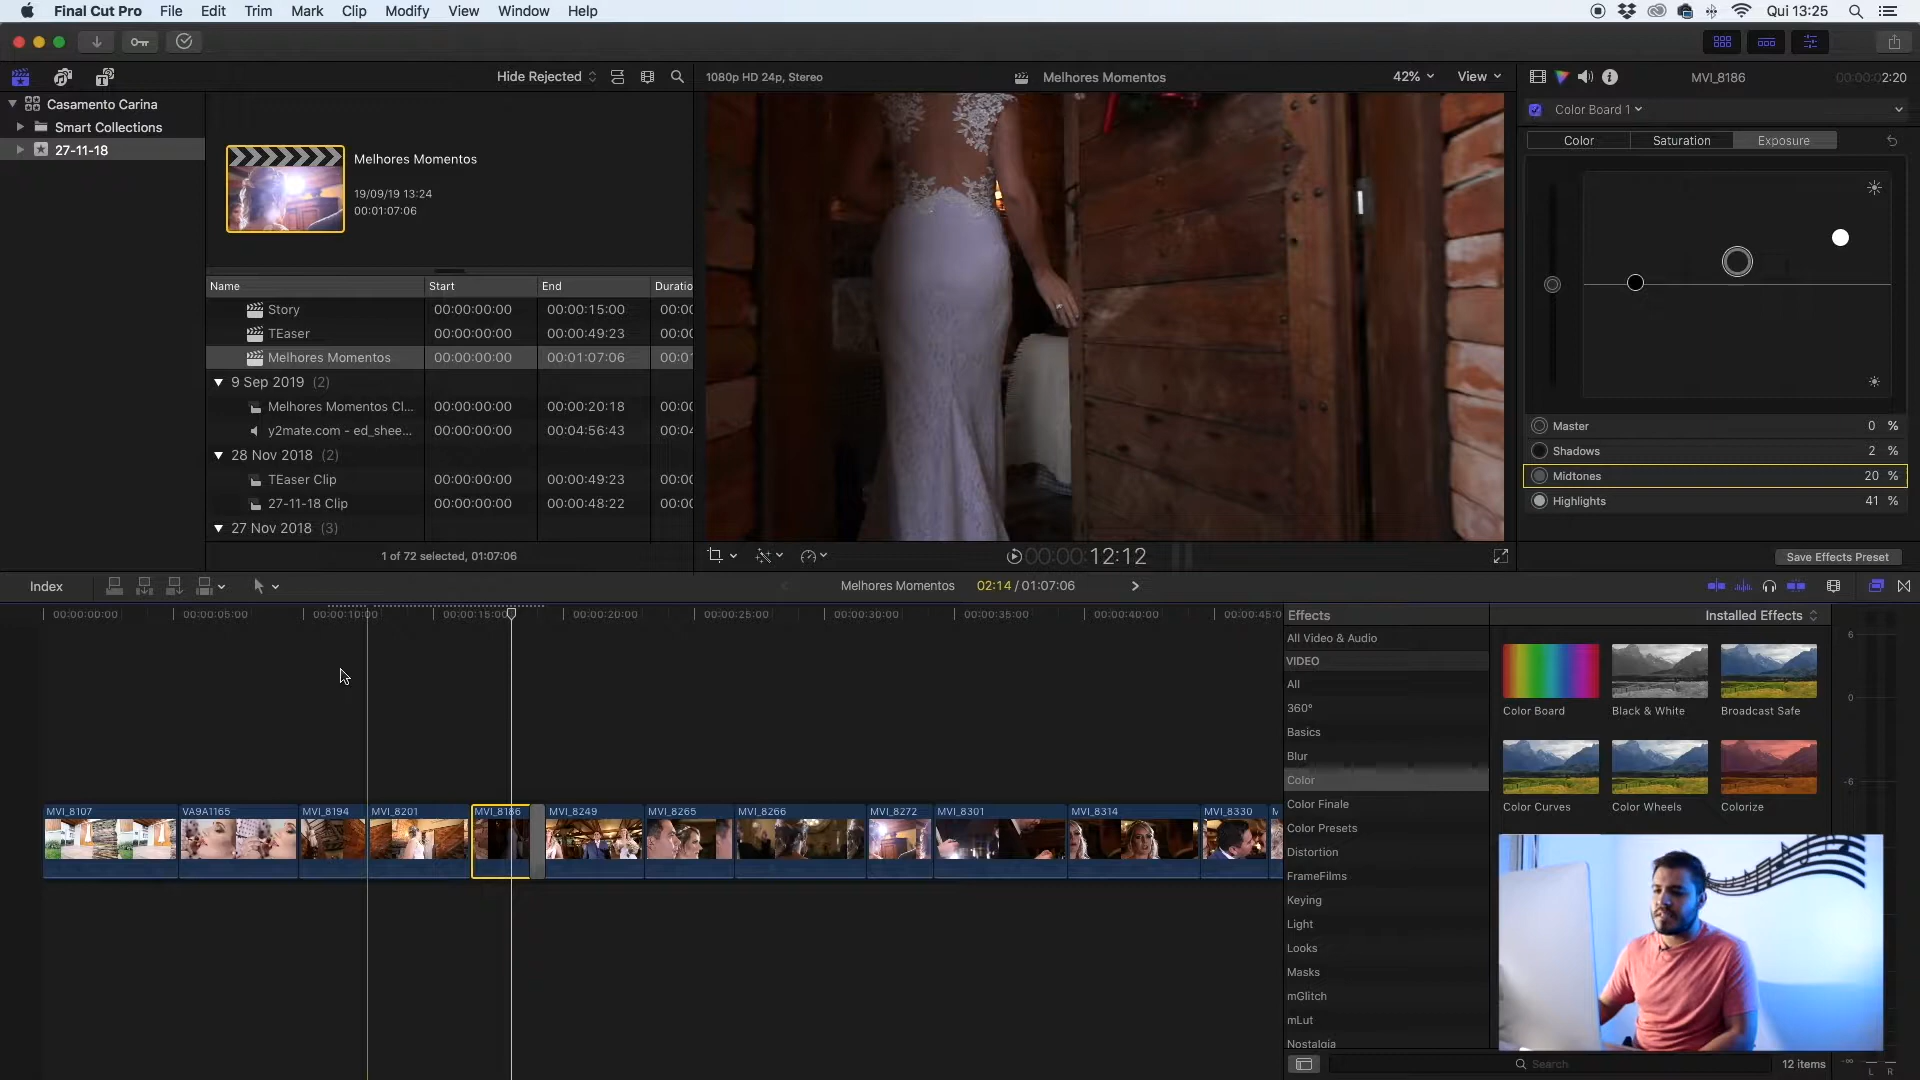 Final Cut Pro File Edit Trim Mark Clip Modify View Window Help Qui 13:25
Hide Rejected 1080p HD 24p, Stereo Melhores Momentos 42% View MVI_8186 00:00:02:20
Casamento Carina
Smart Collections
27-11-18
Melhores Momentos
19/09/19 13:24
00:01:07:06
Color Board 1
Color Saturation Exposure
Name Start End Duratio
Story 00:00:00:00 00:00:15:00 00:0
TEaser 00:00:00:00 00:00:49:23 00:0
Melhores Momentos 00:00:00:00 00:01:07:06 00:0
9 Sep 2019 (2)
Melhores Momentos Cl... 00:00:00:00 00:00:20:18 00:0
y2mate.com - ed_shee... 00:00:00:00 00:04:56:43 00:0
28 Nov 2018 (2)
TEaser Clip 00:00:00:00 00:00:49:23 00:0
27-11-18 Clip 00:00:00:00 00:00:48:22 00:0
27 Nov 2018 (3)
1 of 72 selected, 01:07:06
Master 0 %
Shadows 2 %
Midtones 20 %
Highlights 41 %
00:00:12:12
Save Effects Preset
Index Melhores Momentos 02:14 / 01:07:06
00:00:00:00 00:00:05:00 00:00:10:00 00:00:15:00 00:00:20:00 00:00:25:00 00:00:30:00 00:00:35:00 00:00:40:00 00:00:45:0
MVI_8107 VA9A1165 MVI_8194 MVI_8201 MVI_8186 MVI_8249 MVI_8265 MVI_8266 MVI_8272 MVI_8301 MVI_8314 MVI_8330 M
Effects
All Video & Audio
VIDEO
All
360°
Basics
Blur
Color
Color Finale
Color Presets
Distortion
FrameFilms
Keying
Light
Looks
Masks
mGlitch
mLut
Nostalgia
Installed Effects
Color Board Black & White Broadcast Safe
Color Curves Color Wheels Colorize
6
0
-6
Search 12 items
-∞
L R